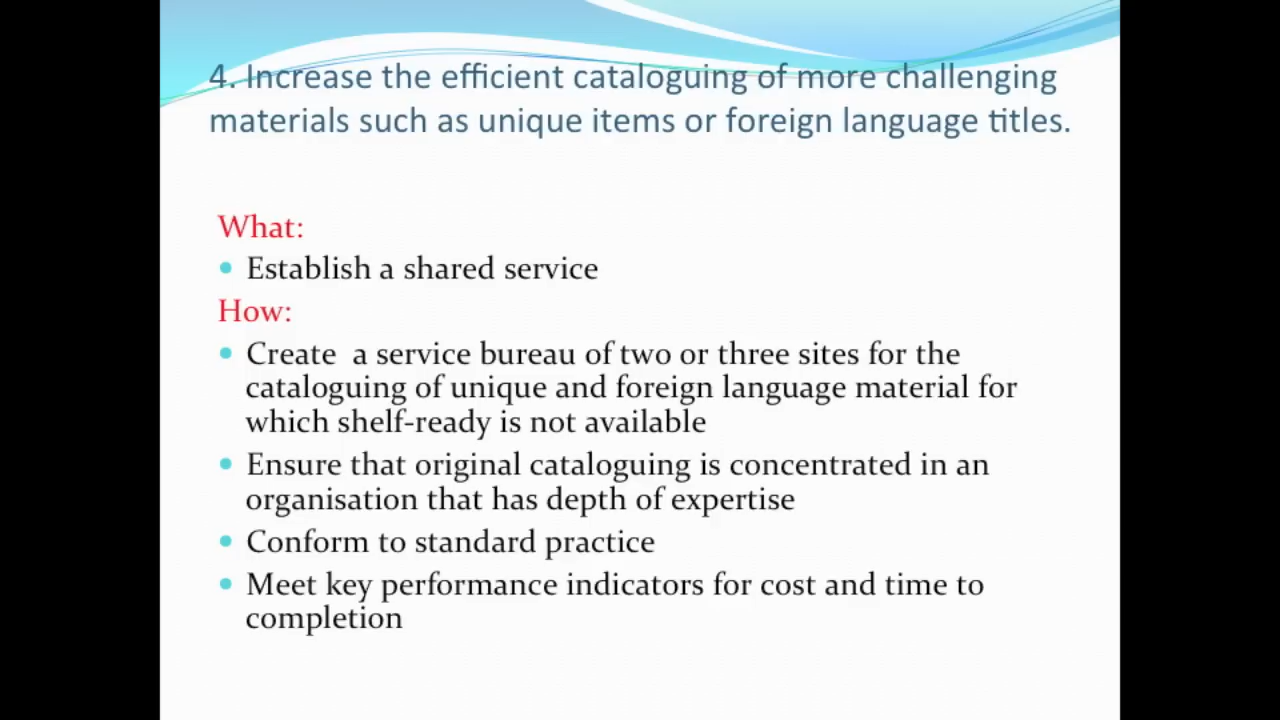 4. Increase the efficient cataloguing of more challenging
materials such as unique items or foreign language titles.
What:
• Establish a shared service
How:
• Create  a service bureau of two or three sites for the
cataloguing of unique and foreign language material for
which shelf-ready is not available
• Ensure that original cataloguing is concentrated in an
organisation that has depth of expertise
• Conform to standard practice
• Meet key performance indicators for cost and time to
completion